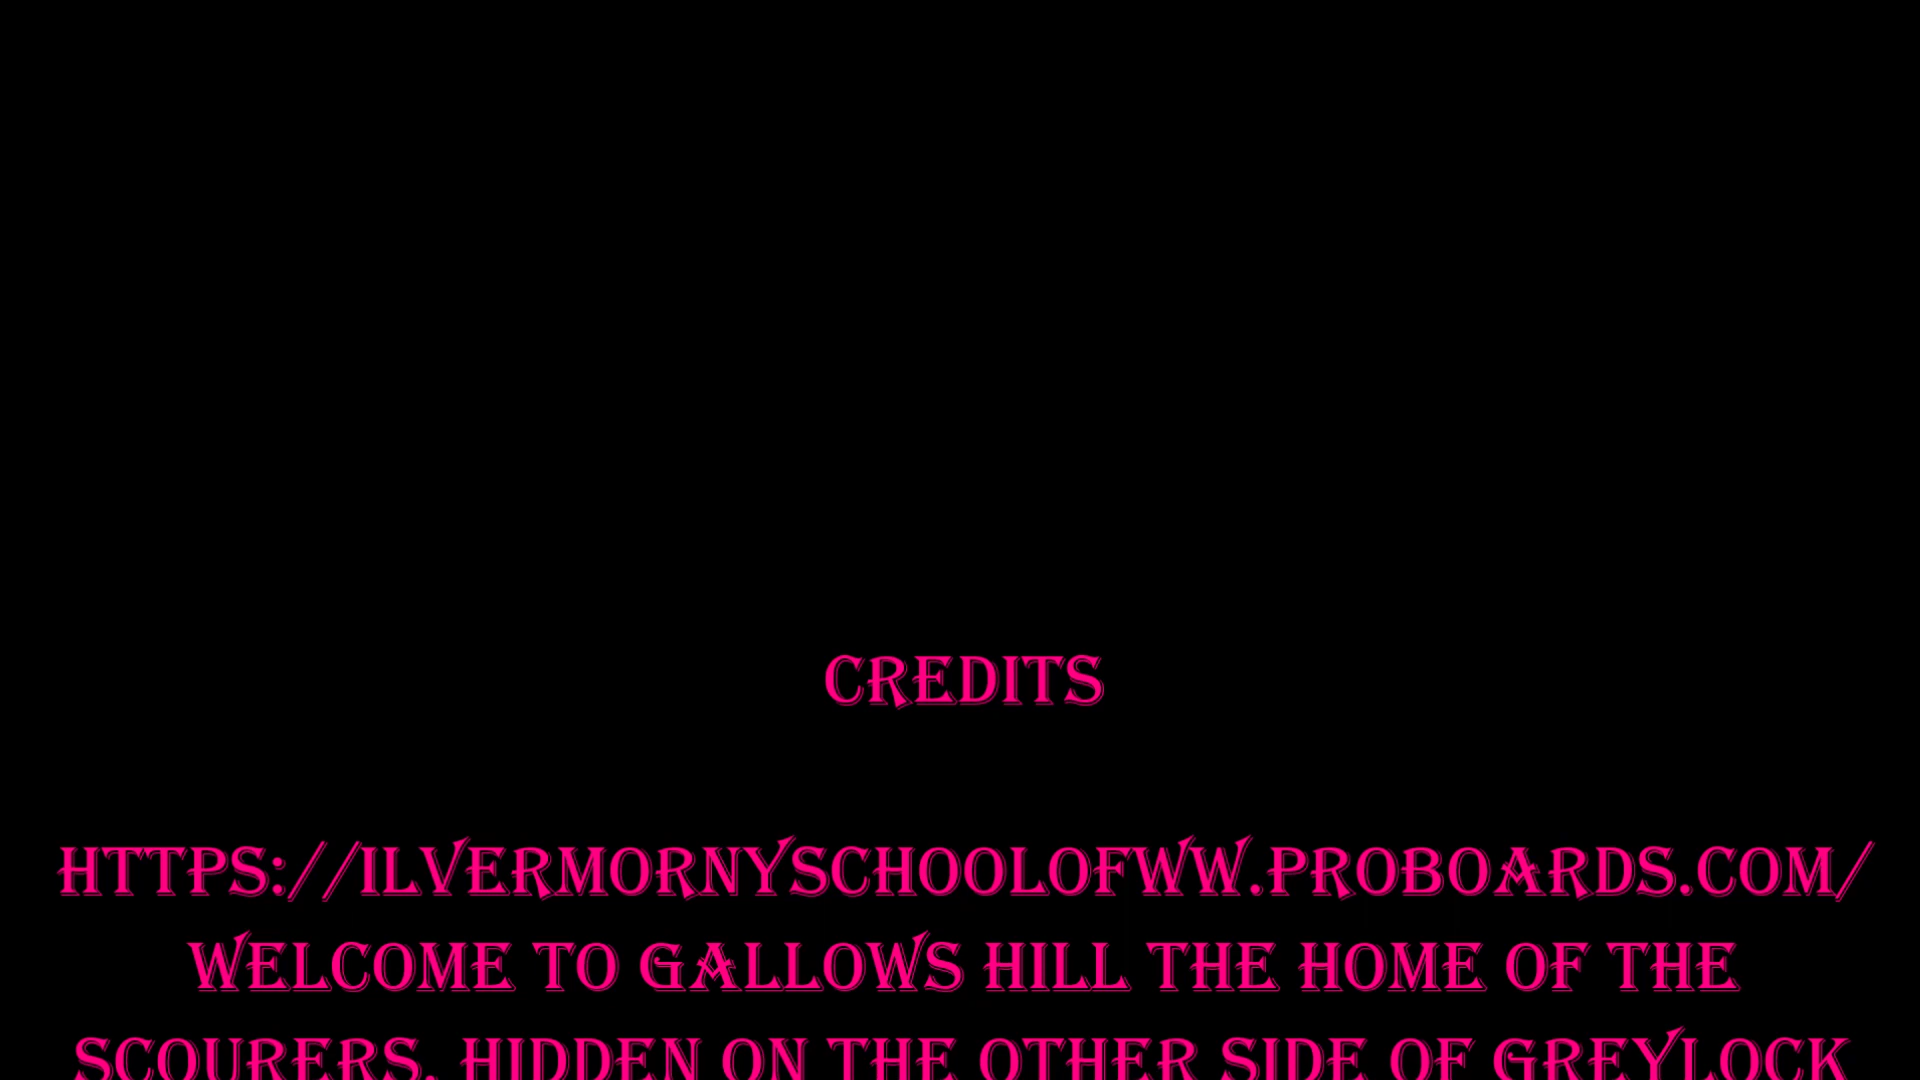 CREDITS
HTTPS://ILVERMORNYSCHOOLOFWW.PROBOARDS.COM/
WELCOME TO GALLOWS HILL THE HOME OF THE
SCOURERS. HIDDEN ON THE OTHER SIDE OF GREYLOCK